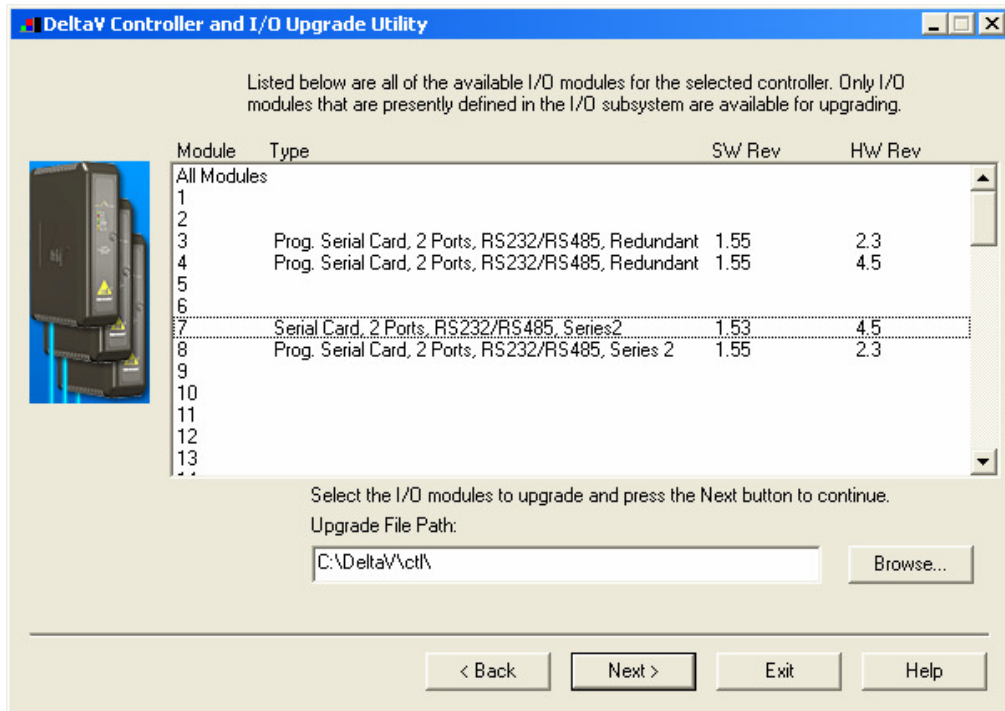 DeltaV Controller and I/O Upgrade Utility
Listed below are all of the available I/O modules for the selected controller. Only I/O
modules that are presently defined in the I/O subsystem are available for upgrading.
Module Type SW Rev HW Rev
All Modules
1
2
3 Prog. Serial Card, 2 Ports, RS232/RS485, Redundant 1.55 2.3
4 Prog. Serial Card, 2 Ports, RS232/RS485, Redundant 1.55 4.5
5
6
7 Serial Card, 2 Ports, RS232/RS485, Series2 1.53 4.5
8 Prog. Serial Card, 2 Ports, RS232/RS485, Series 2 1.55 2.3
9
10
11
12
13
Select the I/O modules to upgrade and press the Next button to continue.
Upgrade File Path:
C:\DeltaV\ctl\
Browse...
< Back
Next >
Exit
Help